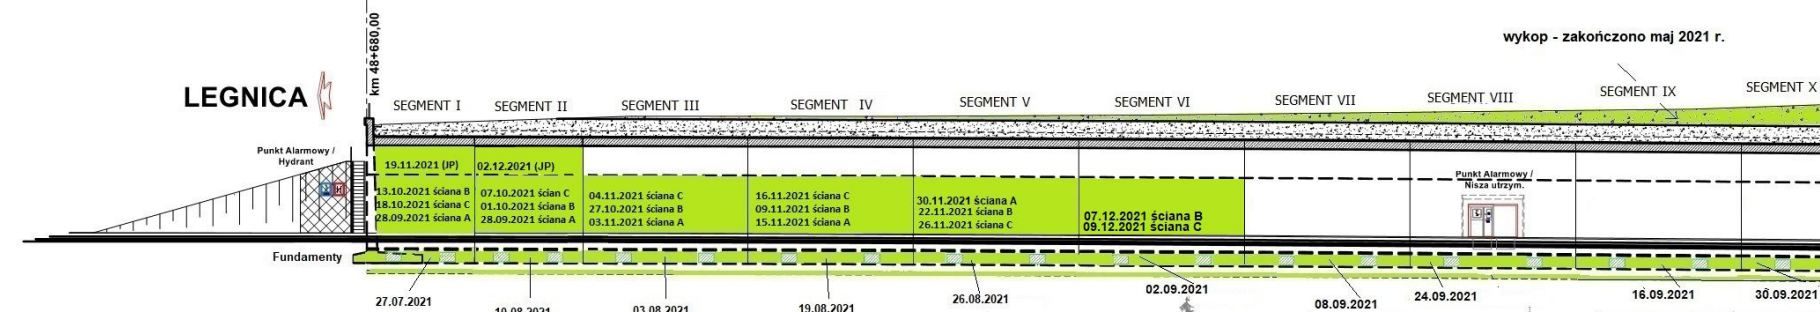 wykop - zakończono maj 2021 r.
km 48+680,00
LEGNICA
SEGMENT I
SEGMENT II
SEGMENT III
SEGMENT IV
SEGMENT V
SEGMENT VI
SEGMENT VII
SEGMENT VIII
SEGMENT IX
SEGMENT X
Punkt Alarmowy /
Hydrant
19.11.2021 (JP)
13.10.2021 ściana B
18.10.2021 ściana C
28.09.2021 ściana A
02.12.2021 (JP)
07.10.2021 ścian C
01.10.2021 ściana B
28.09.2021 ściana A
04.11.2021 ściana C
27.10.2021 ściana B
03.11.2021 ściana A
16.11.2021 ściana C
09.11.2021 ściana B
15.11.2021 ściana A
30.11.2021 ściana A
22.11.2021 ściana B
26.11.2021 ściana C
07.12.2021 ściana B
09.12.2021 ściana C
Punkt Alarmowy /
Nisza utrzym.
Fundamenty
27.07.2021
10.08.2021
03.08.2021
19.08.2021
26.08.2021
02.09.2021
08.09.2021
24.09.2021
16.09.2021
30.09.2021